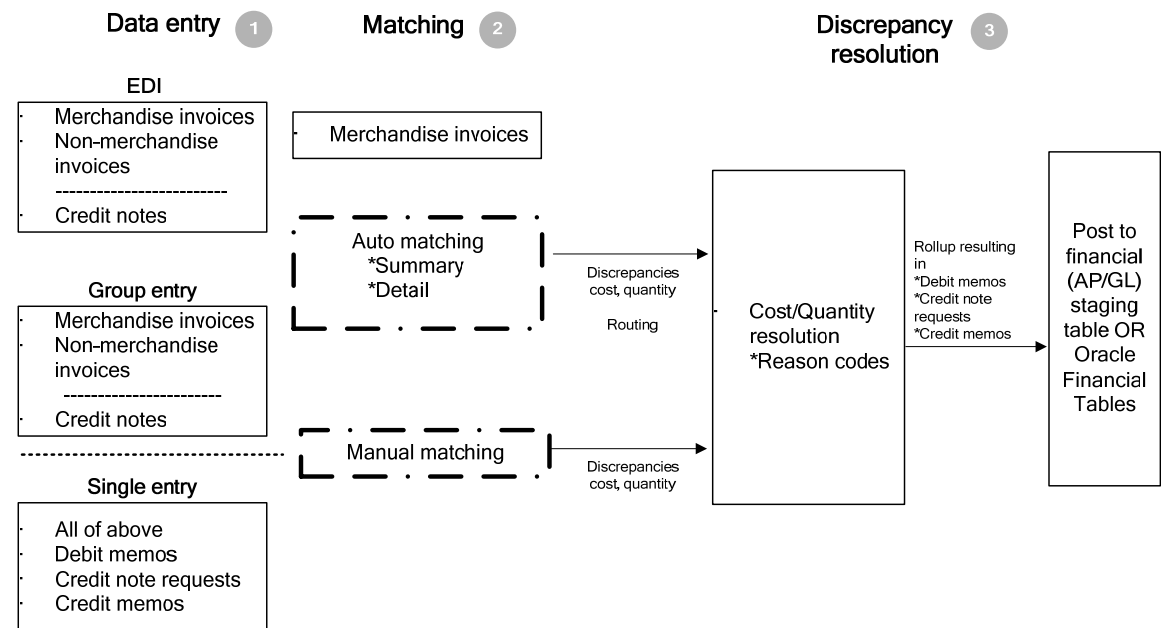 Data entry 1
Matching 2
Discrepancy 3
resolution
EDI
· Merchandise invoices
· Non-merchandise
invoices
-------------------------
· Credit notes
Group entry
· Merchandise invoices
· Non-merchandise
invoices
-----------------------
· Credit notes
Single entry
· All of above
· Debit memos
· Credit note requests
· Credit memos
· Merchandise invoices
Auto matching
*Summary
*Detail
Manual matching
Discrepancies
cost, quantity
Routing
Discrepancies
cost, quantity
· Cost/Quantity
resolution
*Reason codes
Rollup resulting
in
*Debit memos
*Credit note
requests
*Credit memos
Post to
financial
(AP/GL)
staging
table OR
Oracle
Financial
Tables